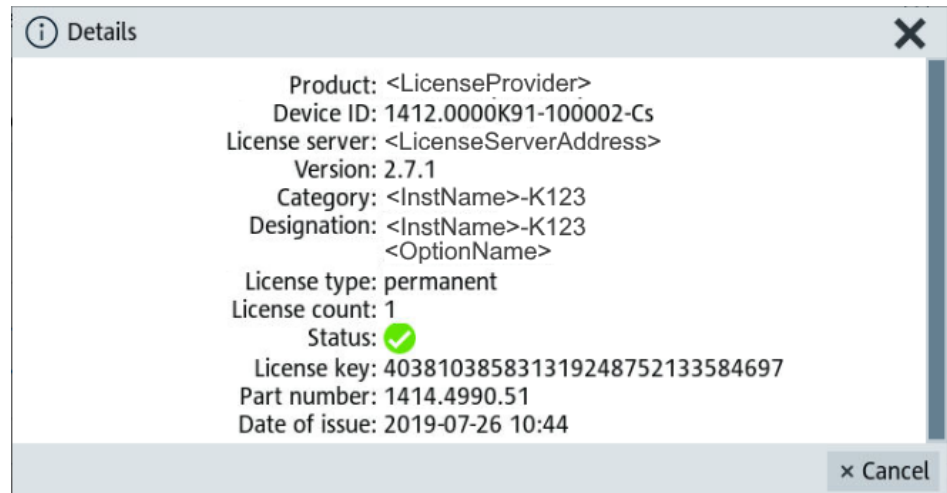 Details
Product: <LicenseProvider>
Device ID: 1412.0000K91-100002-Cs
License server: <LicenseServerAddress>
Version: 2.7.1
Category: <InstName>-K123
Designation: <InstName>-K123
<OptionName>
License type: permanent
License count: 1
Status:
License key: 403810385831319248752133584697
Part number: 1414.4990.51
Date of issue: 2019-07-26 10:44
× Cancel